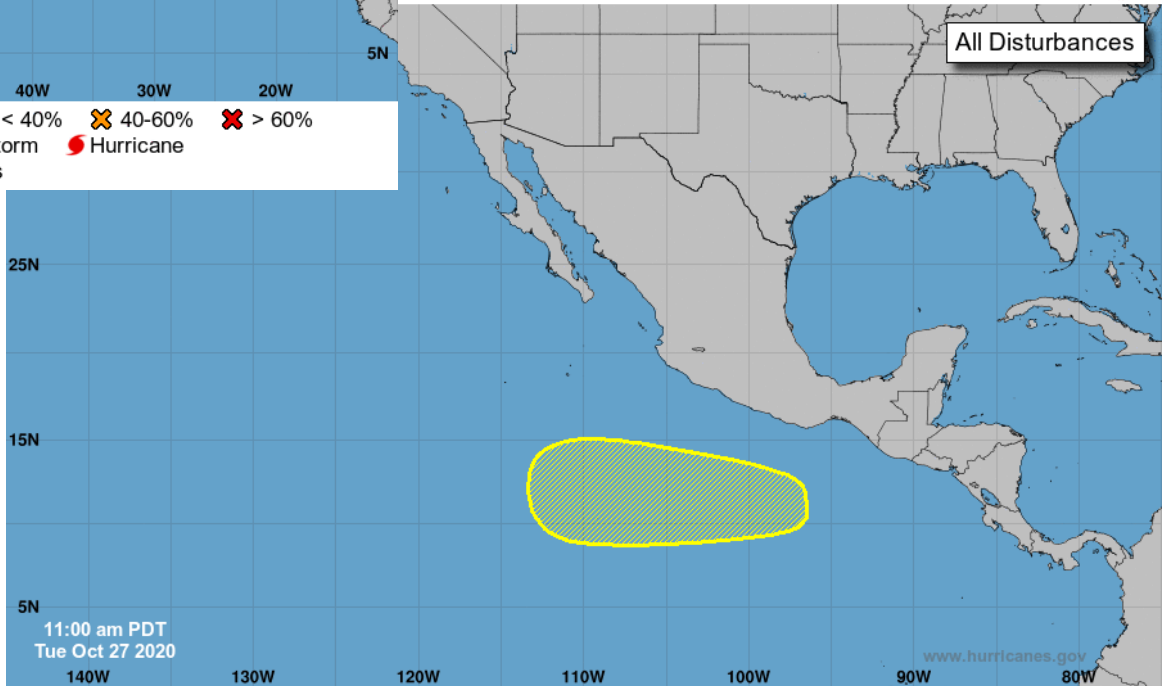 All Disturbances
5N
40W 30W 20W
< 40% 40-60% > 60%
orm Hurricane
s
25N
15N
5N
11:00 am PDT
Tue Oct 27 2020
www.hurricanes.gov
140W 130W 120W 110W 100W 90W 80W